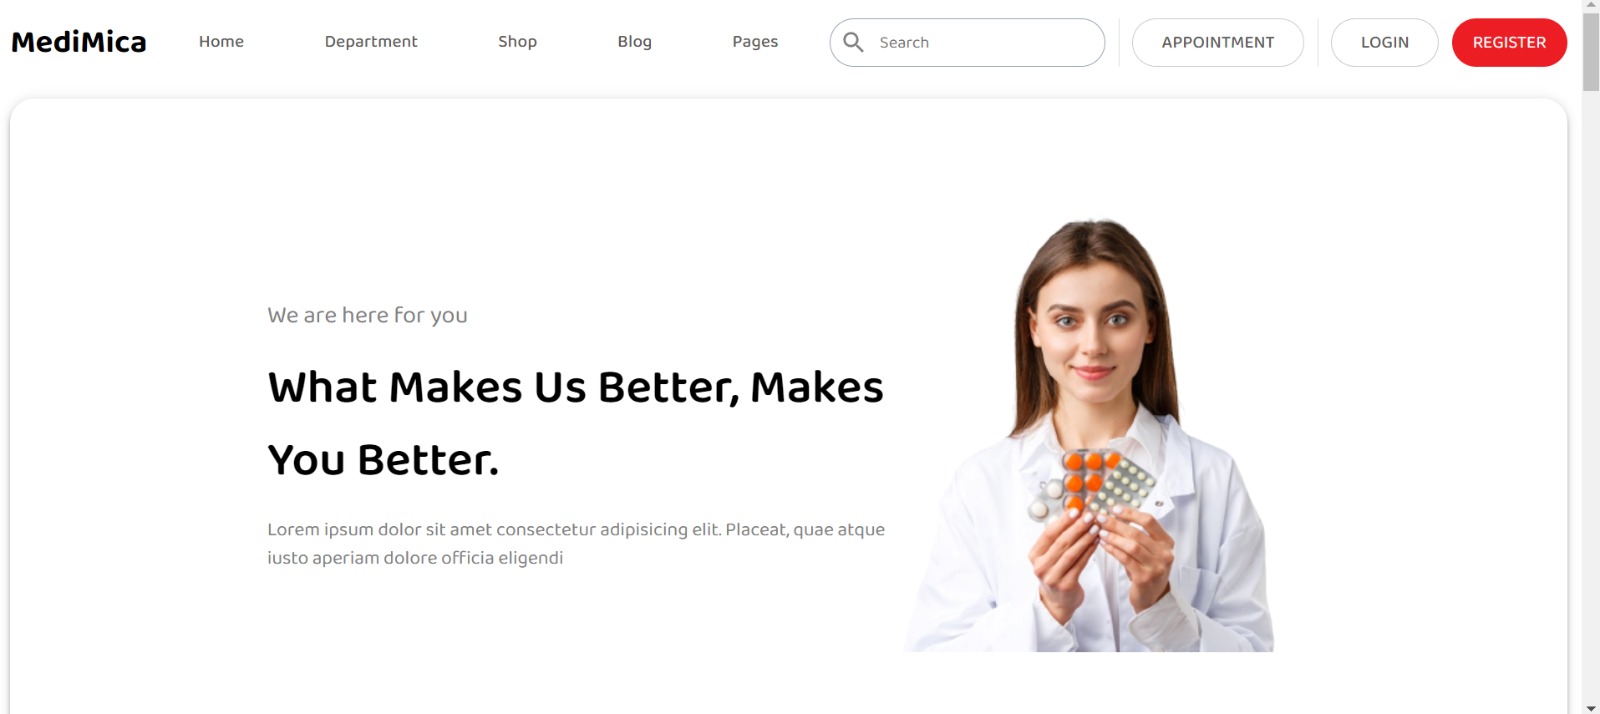 MediMica Home Department Shop Blog Pages Search APPOINTMENT LOGIN REGISTER
We are here for you
What Makes Us Better, Makes
You Better.
Lorem ipsum dolor sit amet consectetur adipisicing elit. Placeat, quae atque
iusto aperiam dolore officia eligendi